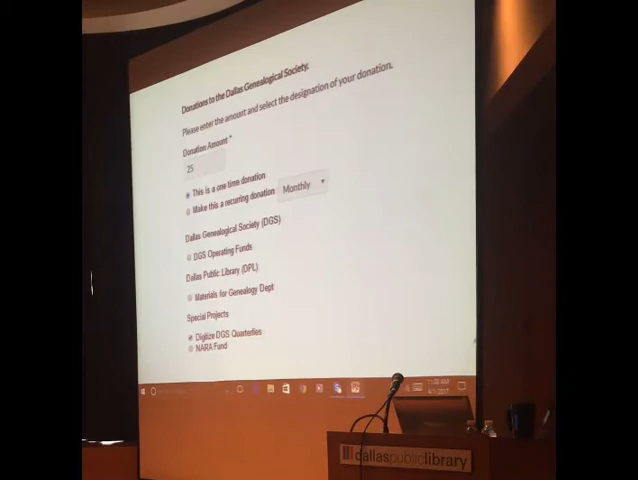 Donations to the Dallas Genealogical Society,
Please enter the amount and select the designation of your donation.
Donation Amount *
25
This is a one time donation
Make this a recurring donation Monthly
Dallas Genealogical Society (DGS)
DGS Operating Funds
Dallas Public Library (DPL)
Materials for Genealogy Dept
Special Projects
Digitize DGS Quarterlies
NARA Fund
dallaspubliclibrary